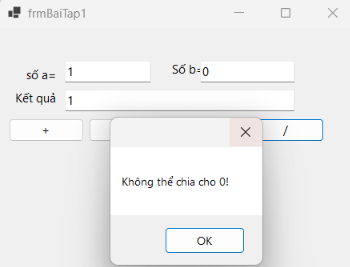 frmBaiTap1
số a= 1 Số b= 0
Kết quả 1
+ /
Không thể chia cho 0!
OK